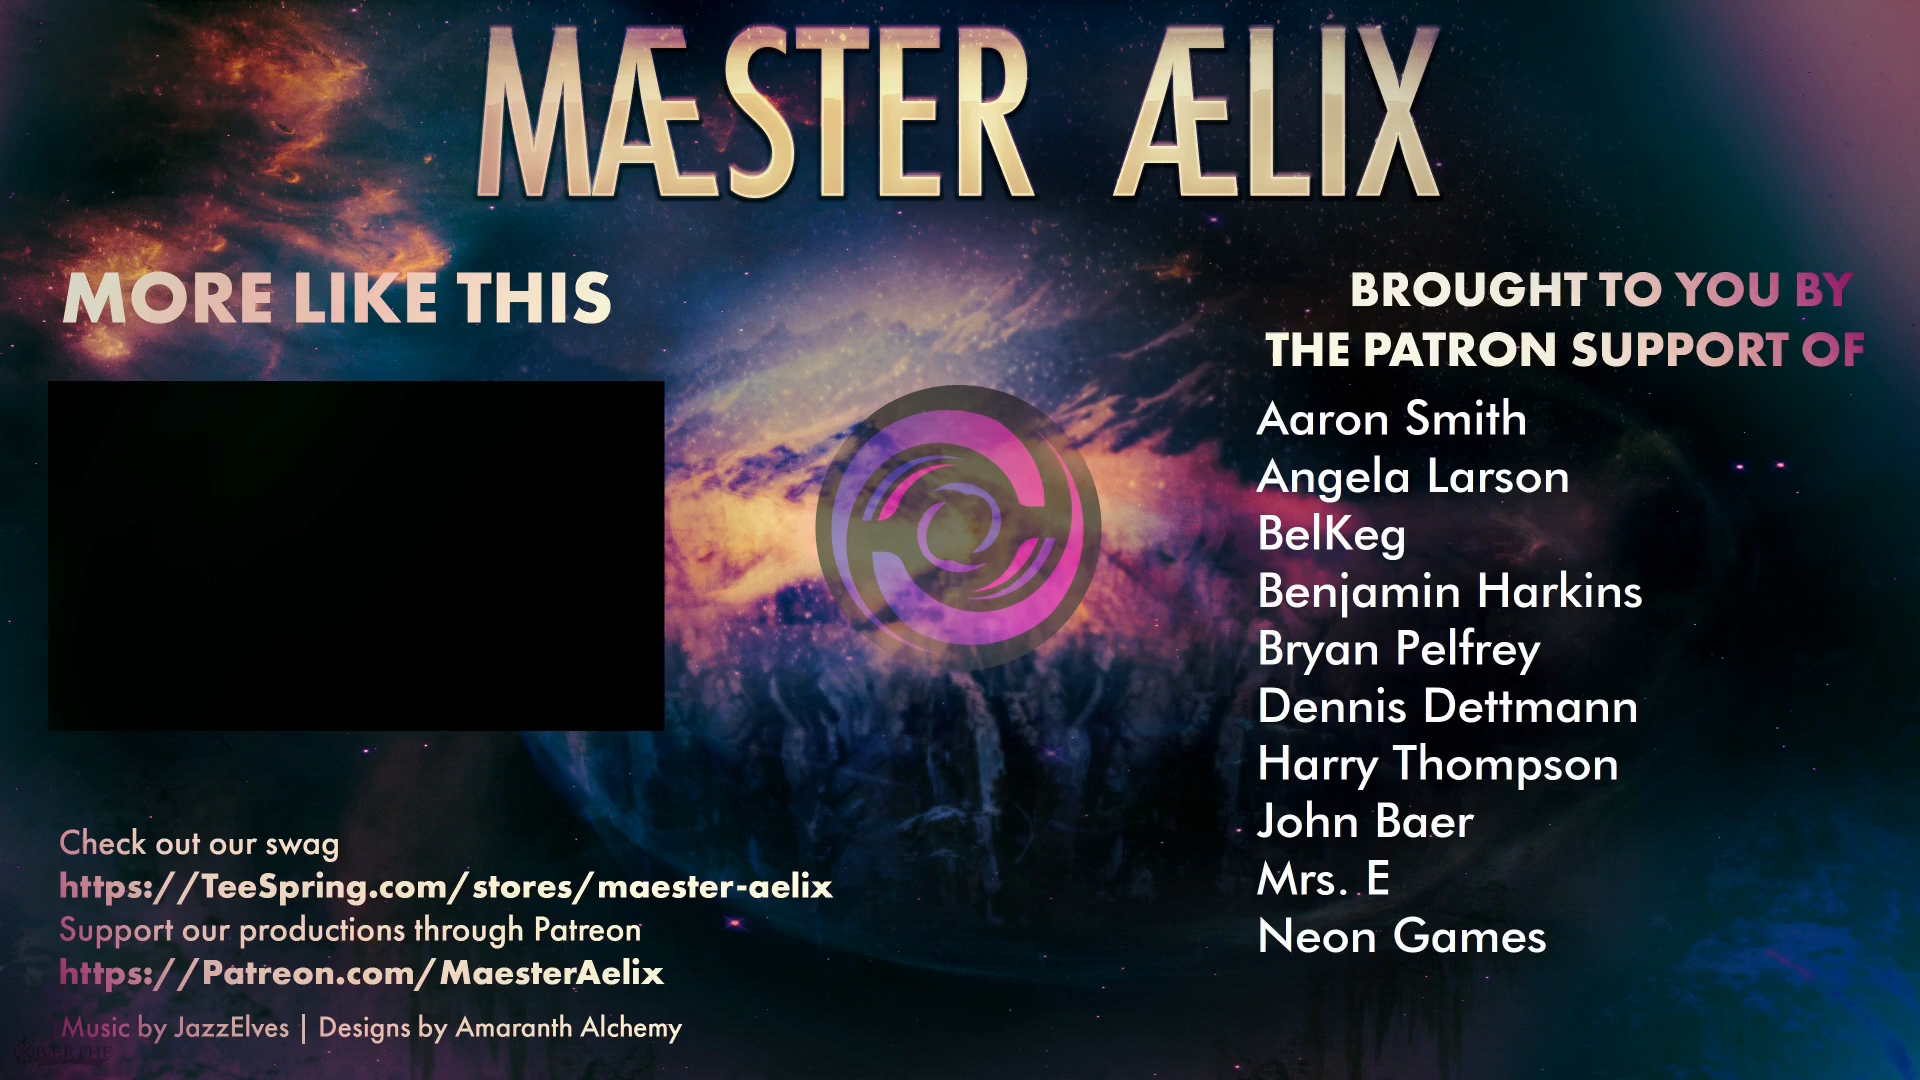 MÆSTER ÆLIX
MORE LIKE THIS
BROUGHT TO YOU BY
THE PATRON SUPPORT OF
Aaron Smith
Angela Larson
BelKeg
Benjamin Harkins
Bryan Pelfrey
Dennis Dettmann
Harry Thompson
John Baer
Mrs. E
Neon Games
Check out our swag
https://TeeSpring.com/stores/maester-aelix
Support our productions through Patreon
https://Patreon.com/MaesterAelix
Music by JazzElves | Designs by Amaranth Alchemy